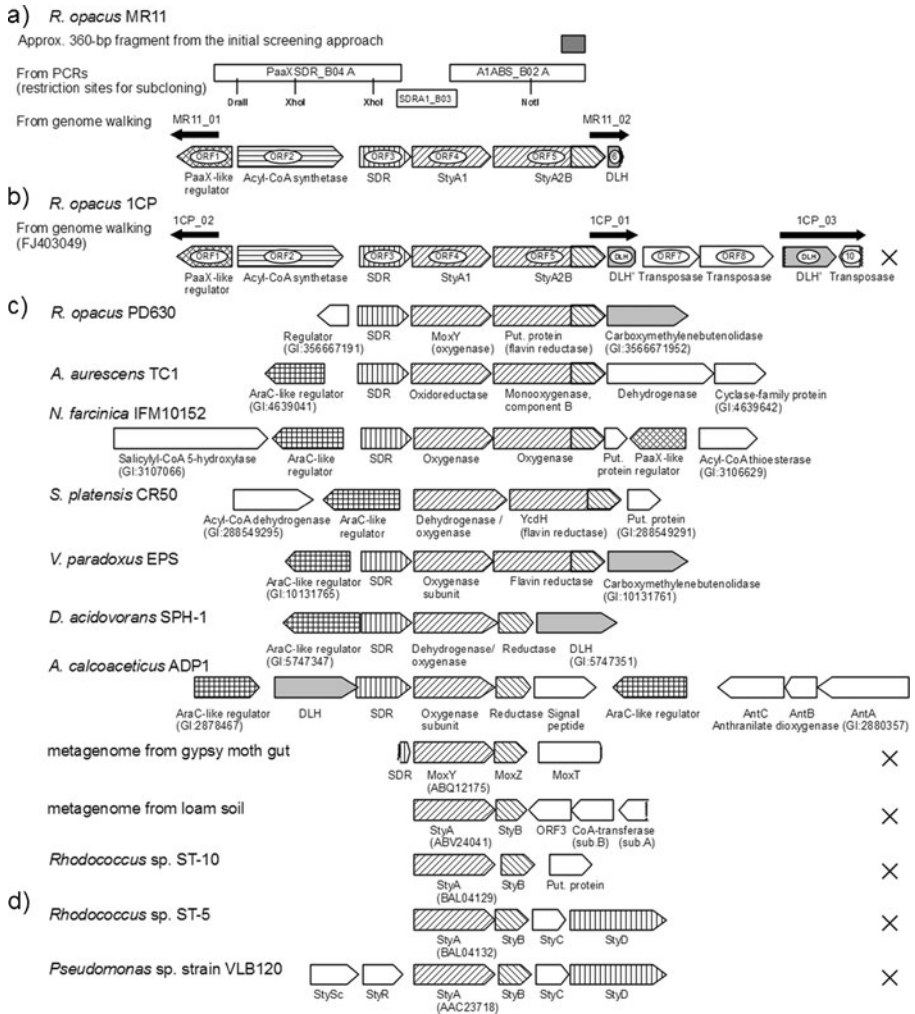 a) R. opacus MR11
Approx. 360-bp fragment from the initial screening approach
From PCRs
(restriction sites for subcloning)
PaaXSDR_B04 A
A1ABS_B02 A
SDRA1_B03
DraIII XhoI XhoI NotI
From genome walking
MR11_01 MR11_02
ORF1 ORF2 ORF3 ORF4 ORF5 6
PaaX-like regulator Acyl-CoA synthetase SDR StyA1 StyA2B DLH
b) R. opacus 1CP
From genome walking
(FJ403049)
1CP_02 1CP_01 1CP_03
ORF1 ORF2 ORF3 ORF4 ORF5 DLH ORF7 ORF8 DLH 10 ×
PaaX-like regulator Acyl-CoA synthetase SDR StyA1 StyA2B DLH' Transposase Transposase DLH' Transposase
c) R. opacus PD630
Regulator (GI:356667191) SDR MoxY (oxygenase) Put. protein (flavin reductase) Carboxymethylenebutenolidase (GI:3566671952)
A. aurescens TC1
AraC-like regulator (GI:4639041) SDR Oxidoreductase Monooxygenase, component B Dehydrogenase Cyclase-family protein (GI:4639642)
N. farcinica IFM10152
Salicylyl-CoA 5-hydroxylase (GI:3107066) AraC-like regulator SDR Oxygenase Oxygenase Put. protein PaaX-like regulator Acyl-CoA thioesterase (GI:3106629)
S. platensis CR50
Acyl-CoA dehydrogenase (GI:288549295) AraC-like regulator Dehydrogenase / oxygenase YcdH (flavin reductase) Put. protein (GI:288549291)
V. paradoxus EPS
AraC-like regulator (GI:10131765) SDR Oxygenase subunit Flavin reductase Carboxymethylenebutenolidase (GI:10131761)
D. acidovorans SPH-1
AraC-like regulator (GI:5747347) SDR Dehydrogenase/ oxygenase Reductase DLH (GI:5747351)
A. calcoaceticus ADP1
AraC-like regulator (GI:2878467) DLH SDR Oxygenase subunit Reductase Signal peptide AraC-like regulator AntC AntB AntA
Anthranilate dioxygenase (GI:2880357)
metagenome from gypsy moth gut ×
SDR MoxY (ABQ12175) MoxZ MoxT
metagenome from loam soil ×
StyA (ABV24041) StyB ORF3 CoA-transferase (sub.B) (sub.A)
Rhodococcus sp. ST-10 ×
StyA (BAL04129) StyB Put. protein
d) Rhodococcus sp. ST-5 ×
StyA (BAL04132) StyB StyC StyD
Pseudomonas sp. strain VLB120 ×
StySc StyR StyA (AAC23718) StyB StyC StyD